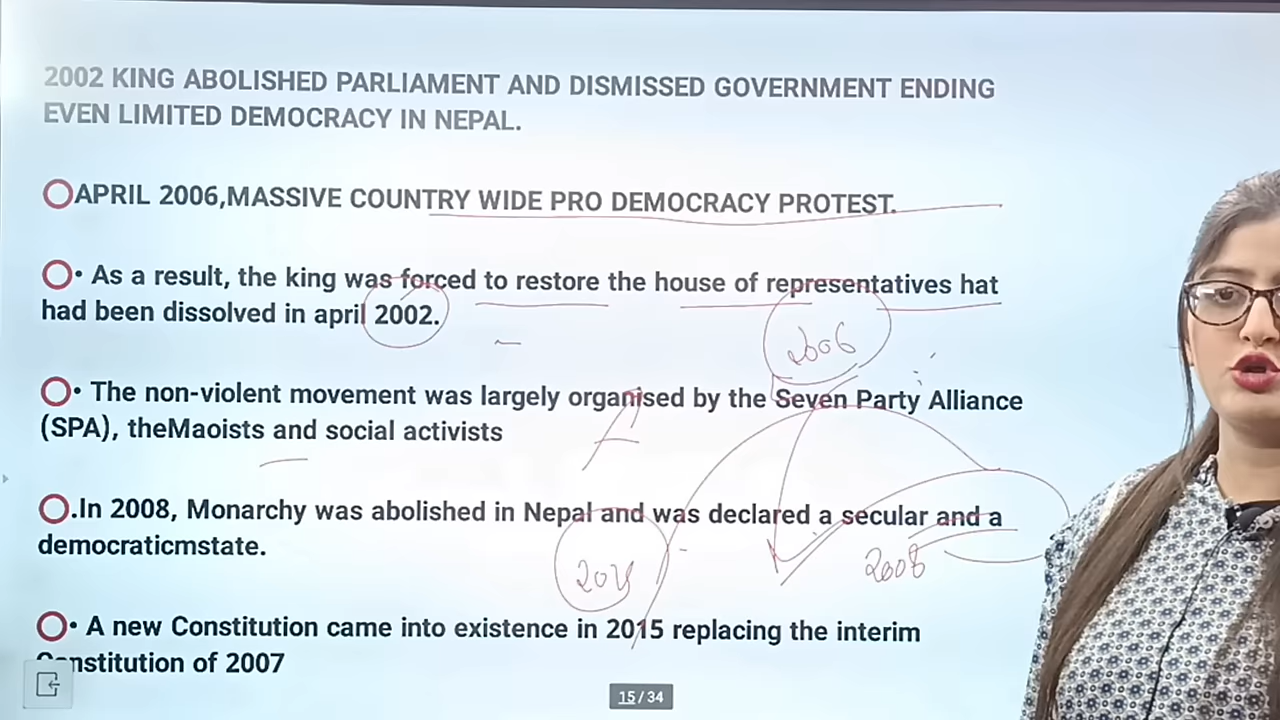 2002 KING ABOLISHED PARLIAMENT AND DISMISSED GOVERNMENT ENDING
EVEN LIMITED DEMOCRACY IN NEPAL.
APRIL 2006,MASSIVE COUNTRY WIDE PRO DEMOCRACY PROTEST.
• As a result, the king was forced to restore the house of representatives hat
had been dissolved in april 2002.
2006
• The non-violent movement was largely organised by the Seven Party Alliance
(SPA), theMaoists and social activists
.In 2008, Monarchy was abolished in Nepal and was declared a secular and a
democraticmstate.
2008
• A new Constitution came into existence in 2015 replacing the interim
Constitution of 2007
15/34